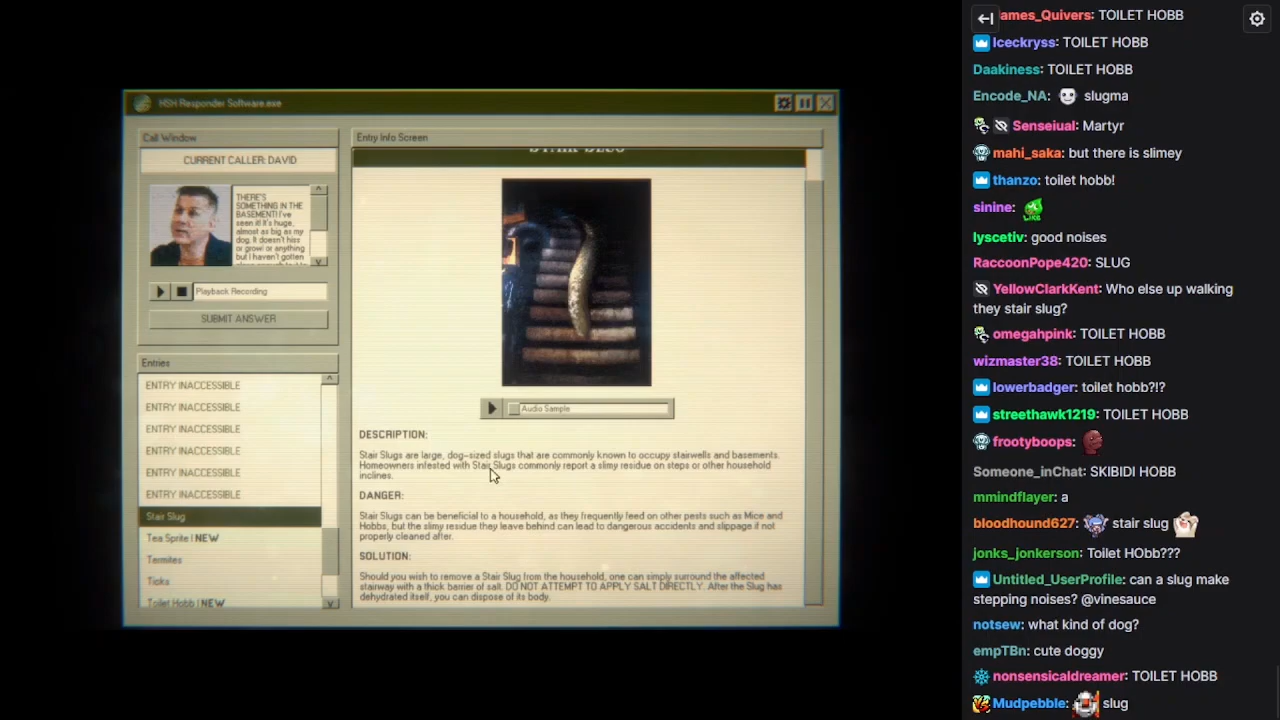 HSH Responder Software.exe
Call Window
CURRENT CALLER: DAVID
THERE'S
SOMETHING IN THE
BASEMENT! I've
seen it! It's huge,
almost as big as my
dog. It doesn't hiss
or growl or anything
but I haven't gotten
Playback Recording
SUBMIT ANSWER
Entries
ENTRY INACCESSIBLE
ENTRY INACCESSIBLE
ENTRY INACCESSIBLE
ENTRY INACCESSIBLE
ENTRY INACCESSIBLE
ENTRY INACCESSIBLE
Stair Slug
Tea Sprite | NEW
Termites
Ticks
Toilet Hobb | NEW
Entry Info Screen
STAIR SLUG
Audio Sample
DESCRIPTION:
Stair Slugs are large, dog-sized slugs that are commonly known to occupy stairwells and basements.
Homeowners infested with Stair Slugs commonly report a slimy residue on steps or other household
inclines.
DANGER:
Stair Slugs can be beneficial to a household, as they frequently feed on other pests such as Mice and
Hobbs, but the slimy residue they leave behind can lead to dangerous accidents and slippage if not
properly cleaned after.
SOLUTION:
Should you wish to remove a Stair Slug from the household, one can simply surround the affected
stairway with a thick barrier of salt. DO NOT ATTEMPT TO APPLY SALT DIRECTLY. After the Slug has
dehydrated itself, you can dispose of its body.
ames_Quivers: TOILET HOBB
Iceckryss: TOILET HOBB
Daakiness: TOILET HOBB
Encode_NA: slugma
Senseiual: Martyr
mahi_saka: but there is slimey
thanzo: toilet hobb!
sinine:
lyscetiv: good noises
RaccoonPope420: SLUG
YellowClarkKent: Who else up walking
they stair slug?
omegahpink: TOILET HOBB
wizmaster38: TOILET HOBB
lowerbadger: toilet hobb?!?
streethawk1219: TOILET HOBB
frootyboops:
Someone_inChat: SKIBIDI HOBB
mmindflayer: a
bloodhound627: stair slug
jonks_jonkerson: Toilet HObb???
Untitled_UserProfile: can a slug make
stepping noises? @vinesauce
notsew: what kind of dog?
empTBn: cute doggy
nonsensicaldreamer: TOILET HOBB
Mudpebble: slug